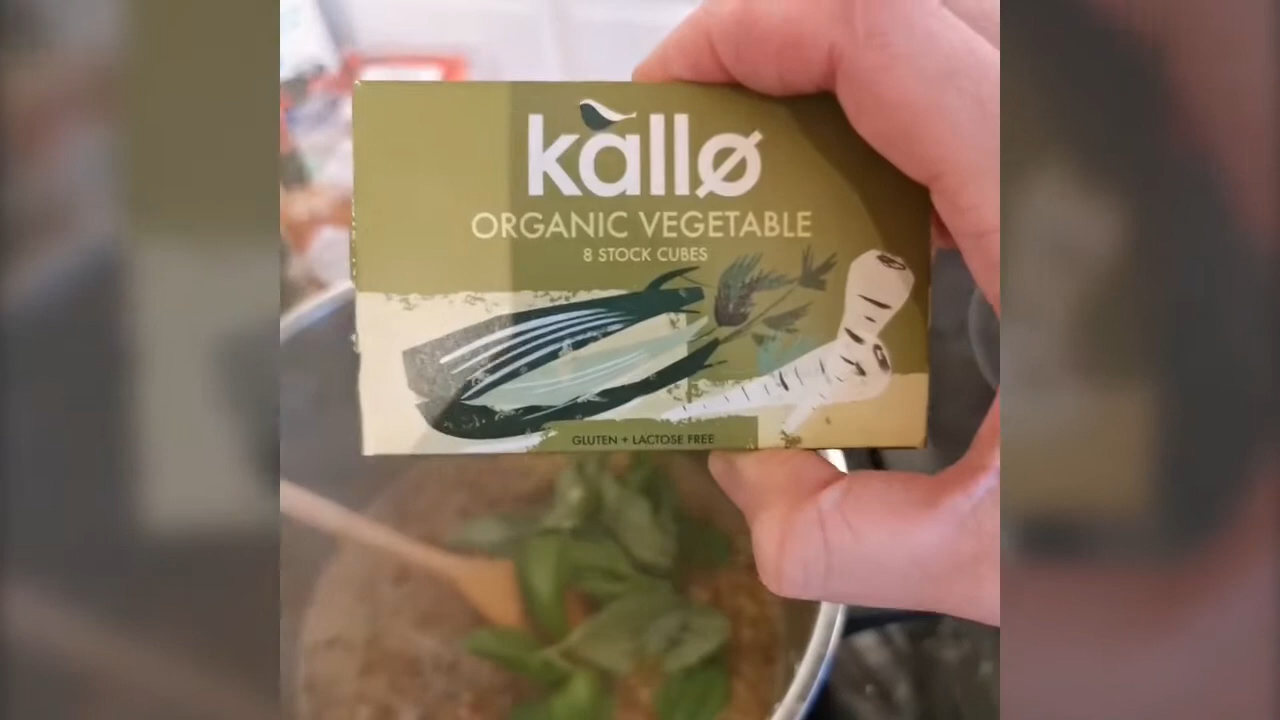 kallø
ORGANIC VEGETABLE
8 STOCK CUBES
GLUTEN + LACTOSE FREE